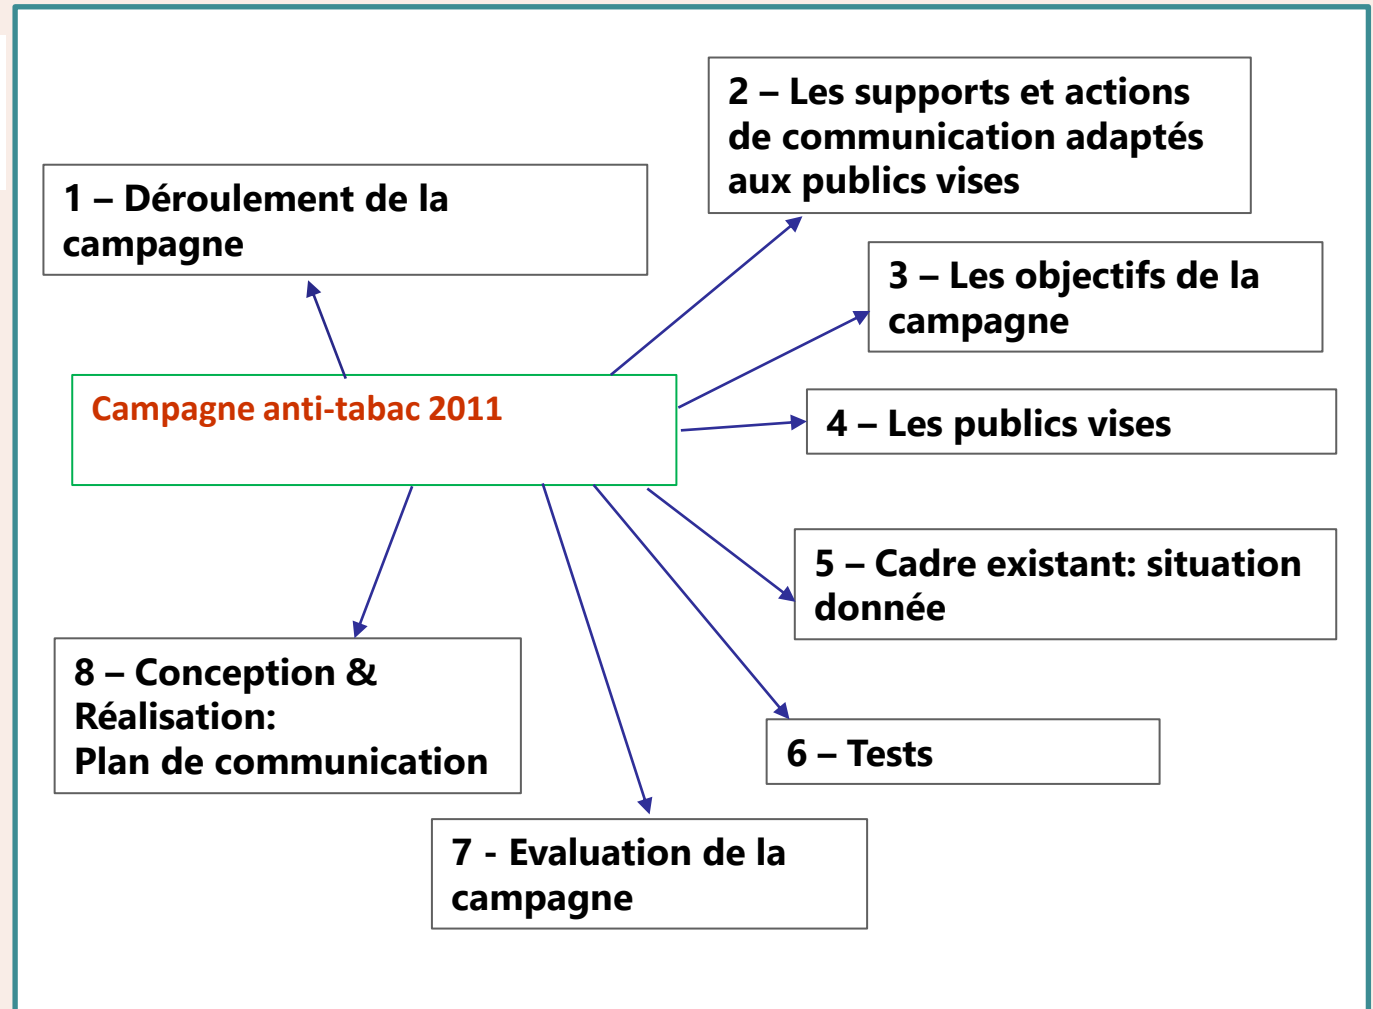 2 – Les supports et actions
de communication adaptés
aux publics vises
1 – Déroulement de la
campagne
3 – Les objectifs de la
campagne
Campagne anti-tabac 2011
4 – Les publics vises
5 – Cadre existant: situation
donnée
8 – Conception &
Réalisation:
Plan de communication
6 – Tests
7 - Evaluation de la
campagne